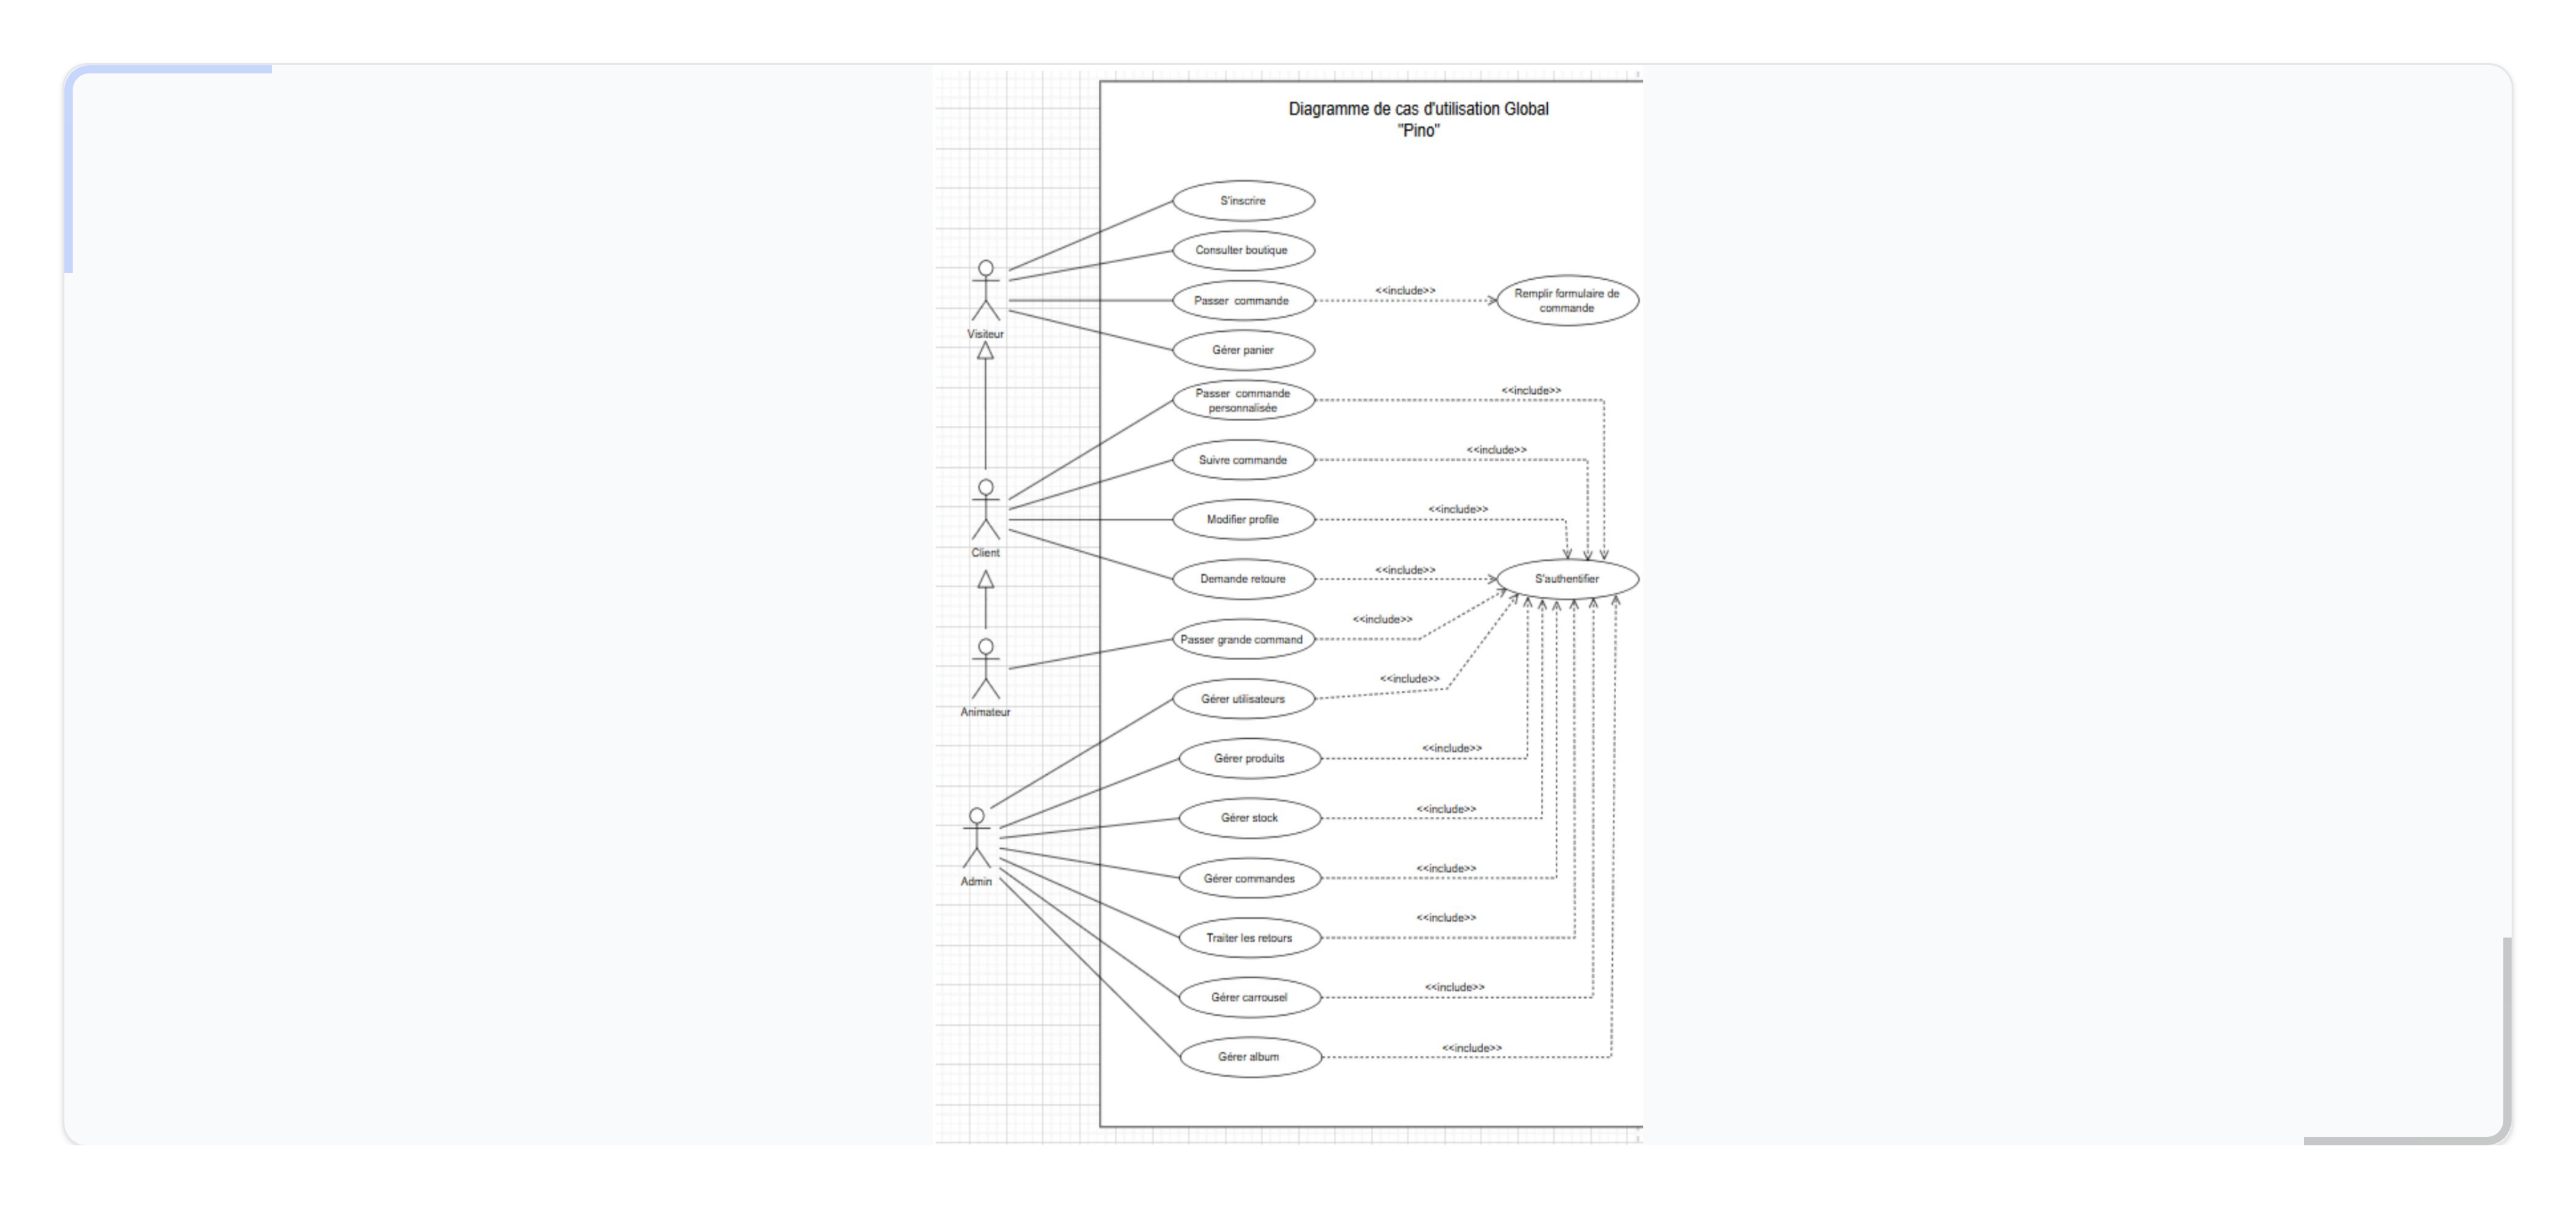 Diagramme de cas d'utilisation Global
"Pino"
S'inscrire
Consulter boutique
Passer commande
<<include>>
Remplir formulaire de
commande
Visiteur
Gérer panier
Passer commande
personnalisée
<<include>>
Suivre commande
<<include>>
Modifier profile
<<include>>
Client
Demande retoure
<<include>>
S'authentifier
Passer grande command
<<include>>
Gérer utilisateurs
<<include>>
Animateur
Gérer produits
<<include>>
Gérer stock
<<include>>
Gérer commandes
<<include>>
Admin
Traiter les retours
<<include>>
Gérer carrousel
<<include>>
Gérer album
<<include>>